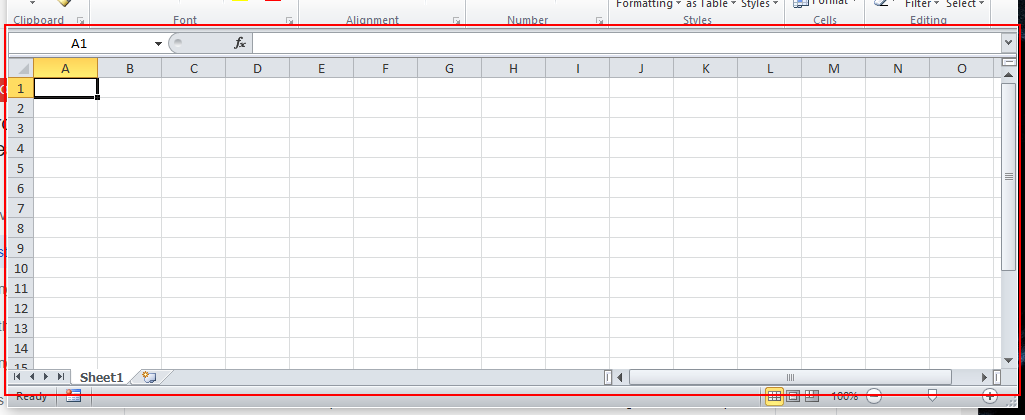 Formatting as Table Styles Format Filter Select
Clipboard Font Alignment Number Styles Cells Editing
A1 fx
A B C D E F G H I J K L M N O
1
2
3
4
5
6
7
8
9
10
11
12
13
14
15
Sheet1
Ready 100%